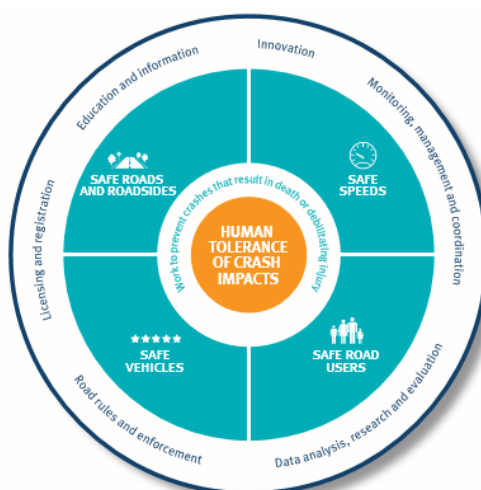 Innovation
Monitoring, management and coordination
Data analysis, research and evaluation
Road rules and enforcement
Licensing and registration
Education and information
SAFE ROADS
AND ROADSIDES
SAFE
SPEEDS
SAFE ROAD
USERS
SAFE
VEHICLES
Work to prevent crashes that result in death or debilitating injury
HUMAN
TOLERANCE
OF CRASH
IMPACTS